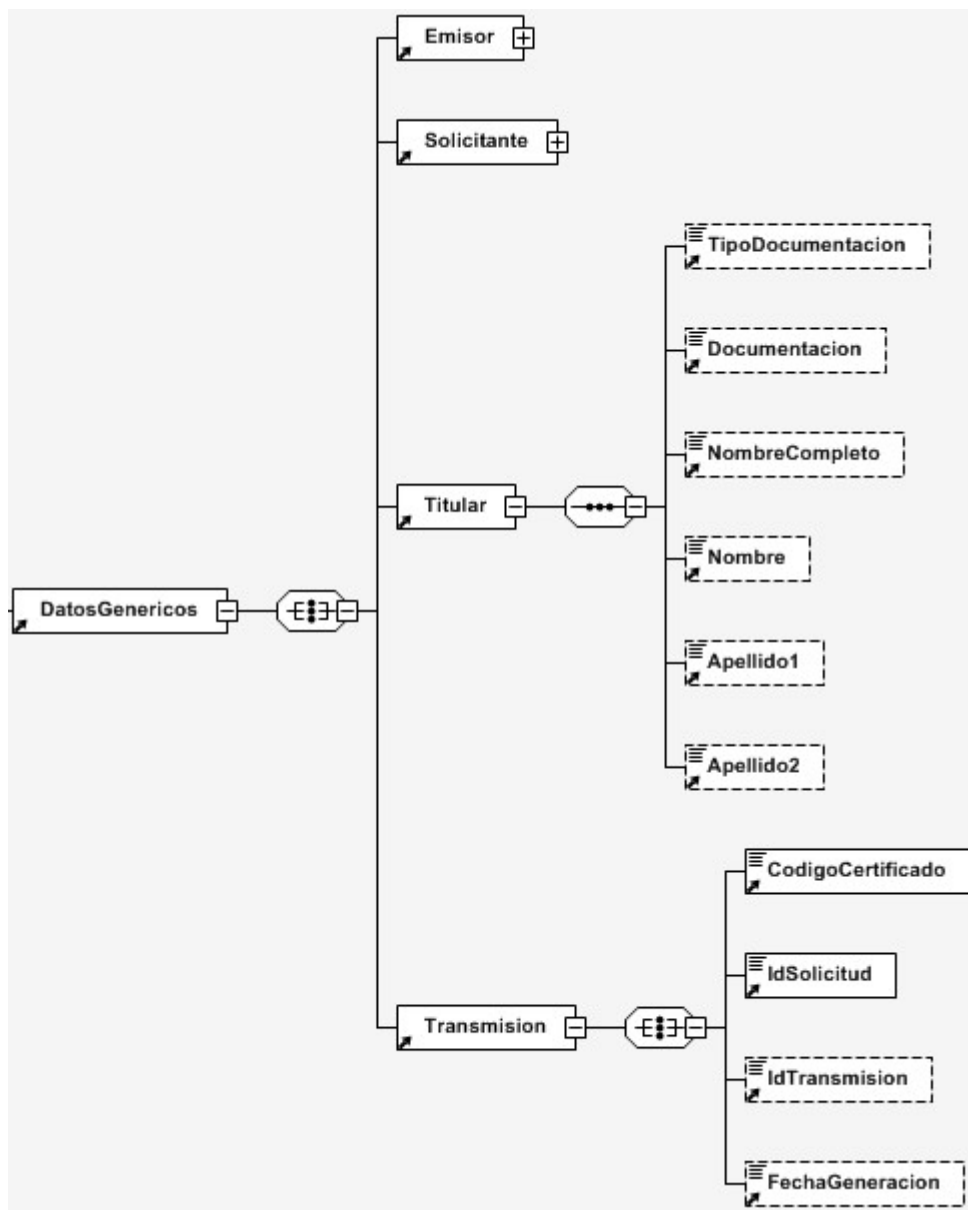 Emisor
Solicitante
TipoDocumentacion
Documentacion
NombreCompleto
Titular
Nombre
DatosGenericos
Apellido1
Apellido2
CodigoCertificado
IdSolicitud
Transmision
IdTransmision
FechaGeneracion